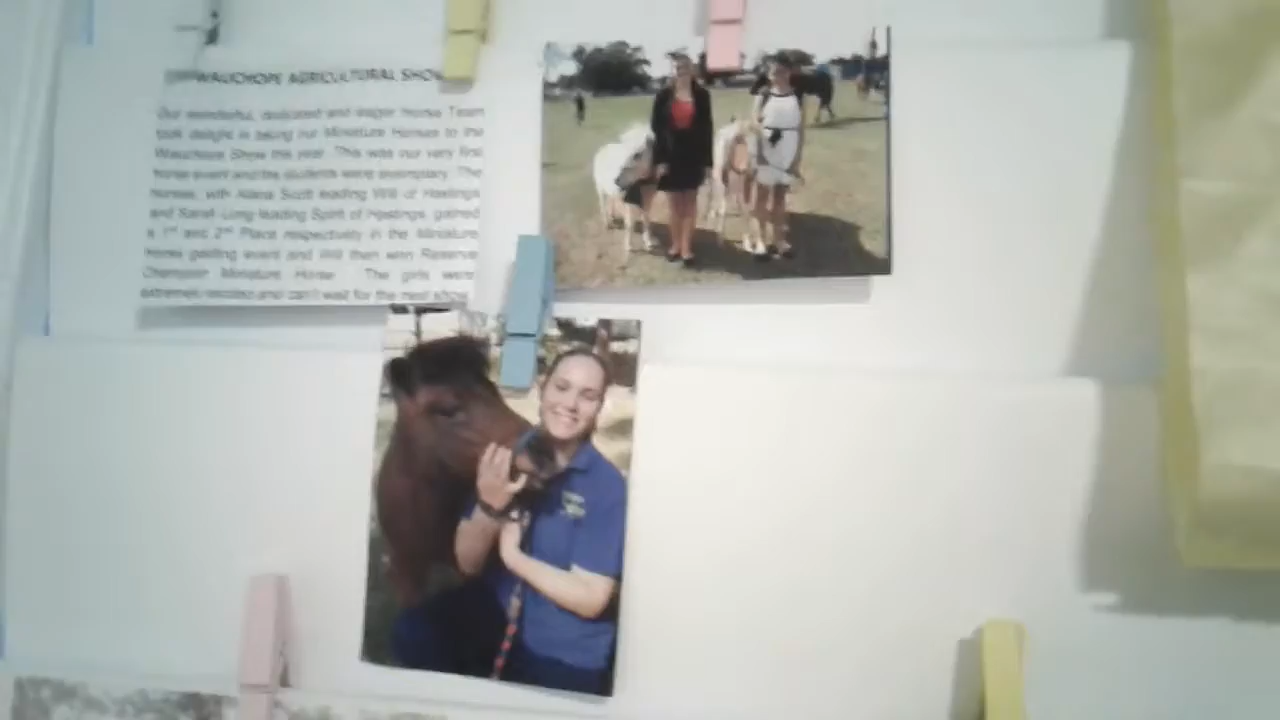 WAUCHOPE AGRICULTURAL SHOW
Our wonderful, dedicated and eager Horse Team
took delight in taking our Miniature Horses to the
Wauchope Show this year. This was our very first
horse event and the students were exemplary. The
horses, with Alana Scott leading Will of Hastings
and Sarah Long leading Spirit of Hastings, gained
a 1st and 2nd Place respectively in the Miniature
Horse gelding event and Will then won Reserve
Champion Miniature Horse. The girls were
extremely excited and can't wait for the next show.